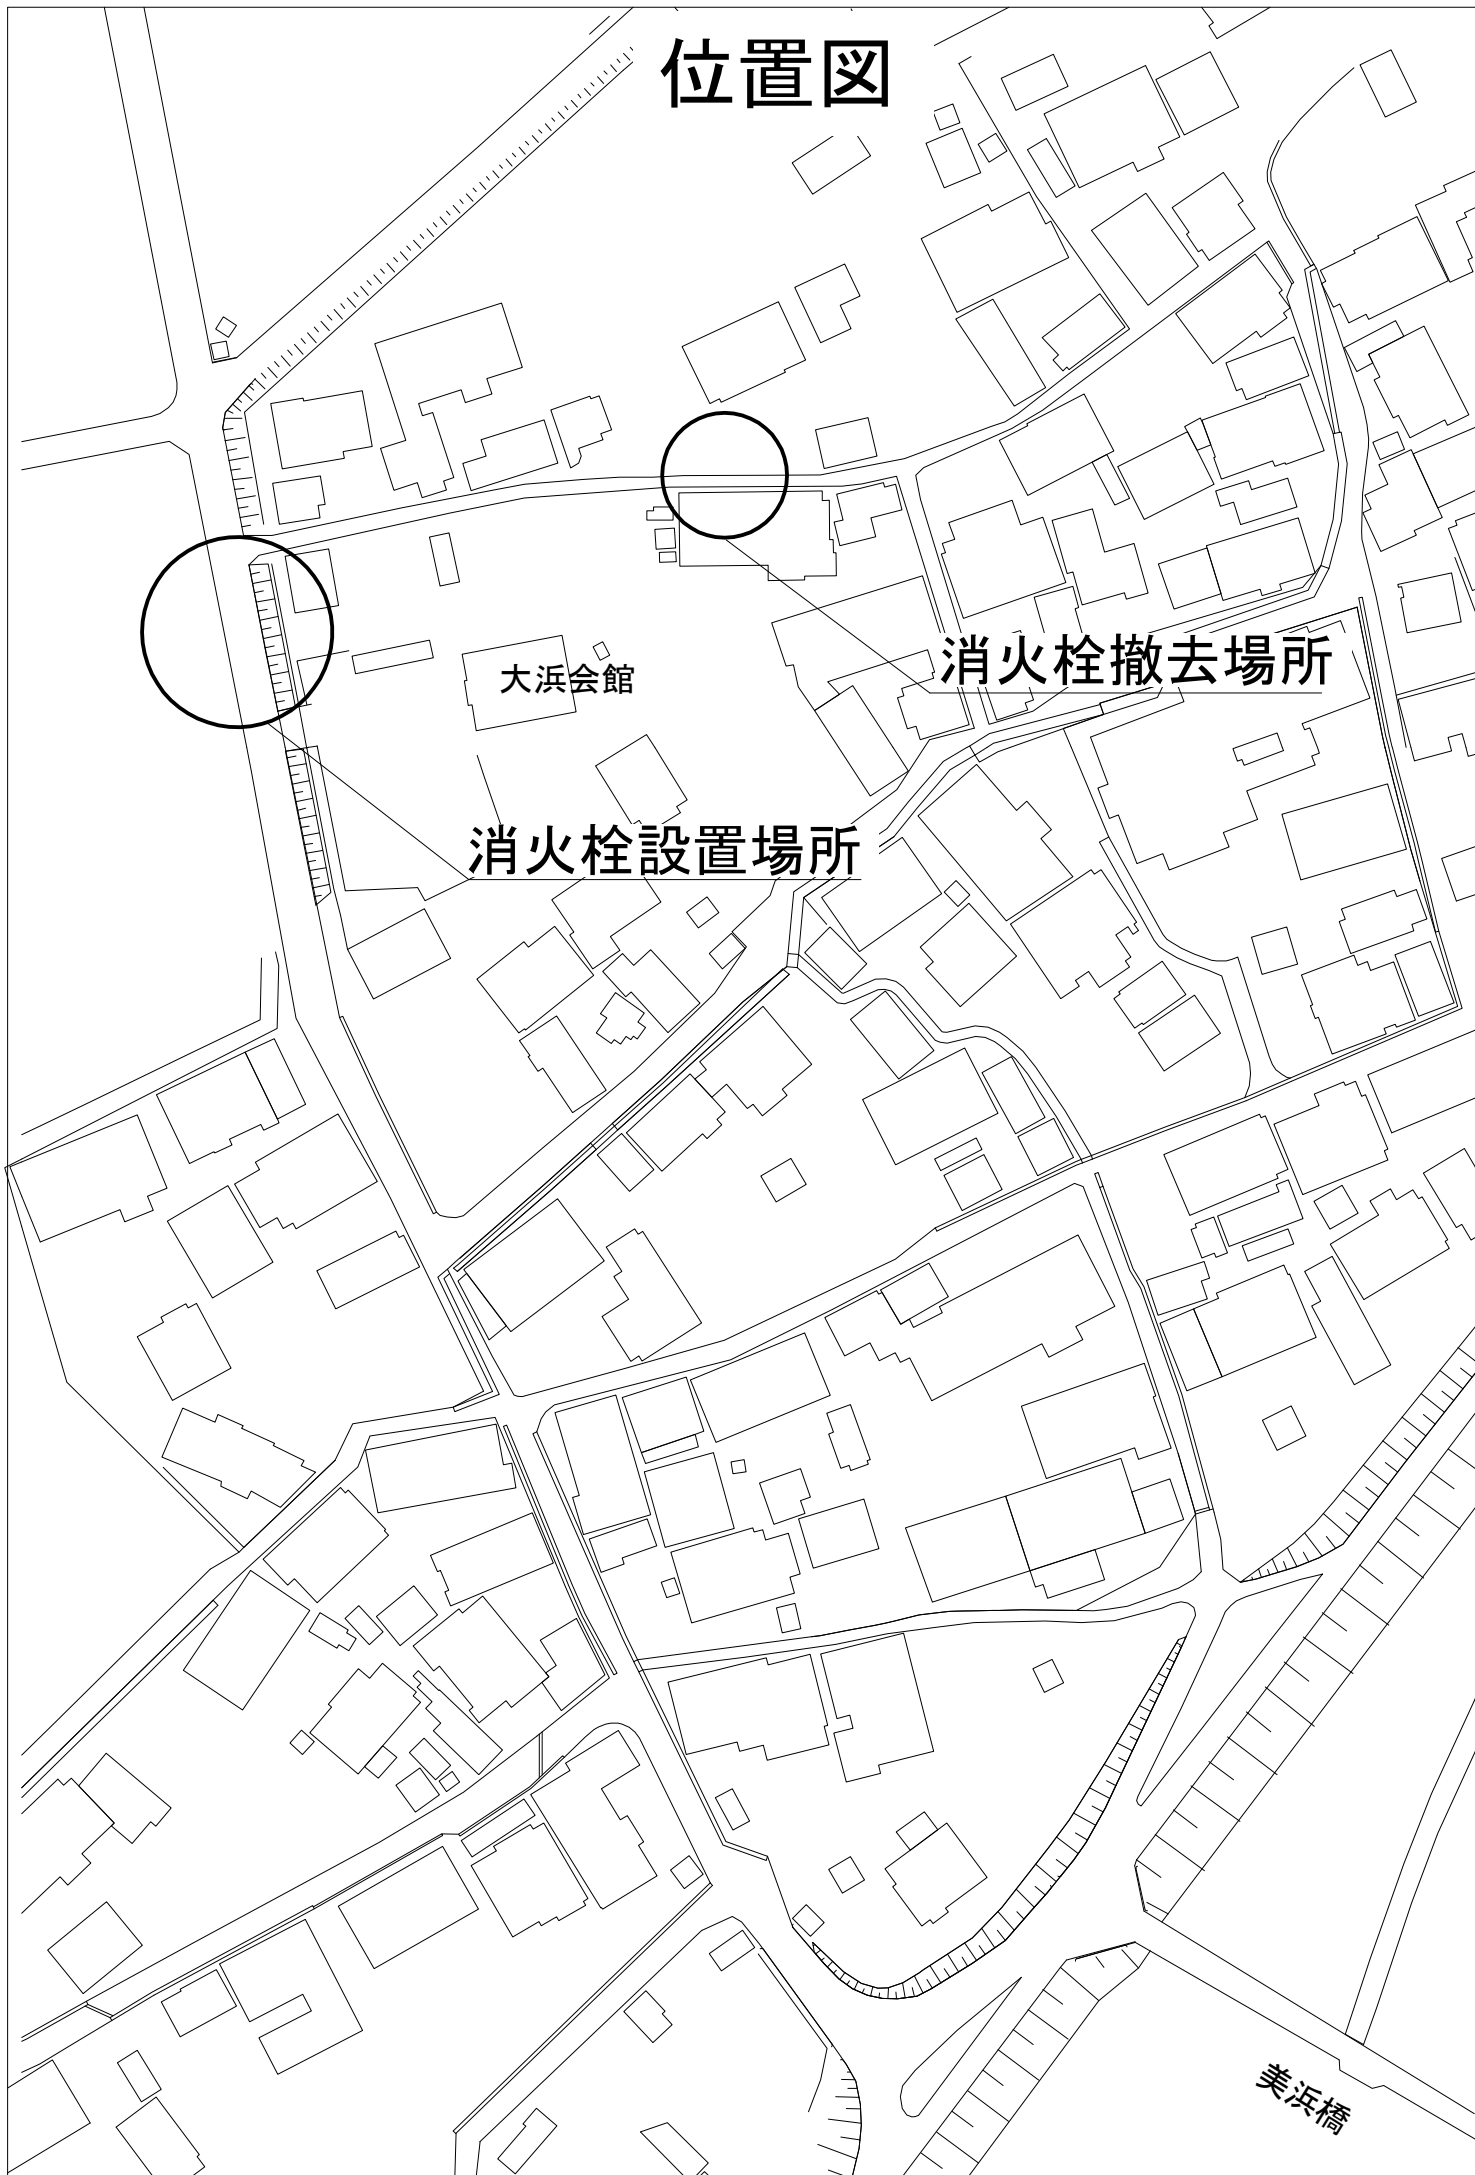 位置図
消火栓撤去場所
大浜会館
消火栓設置場所
美浜橋